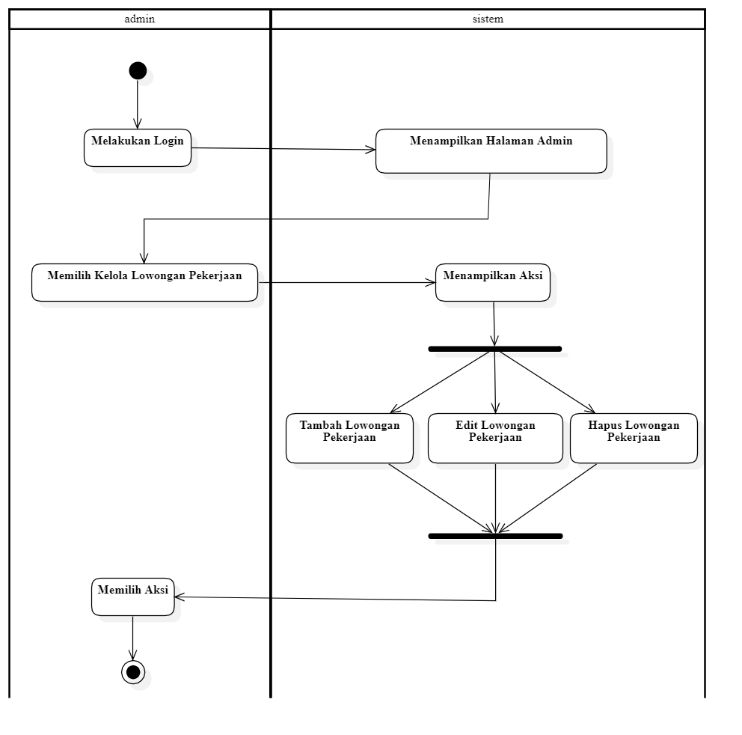 admin
sistem
Melakukan Login
Menampilkan Halaman Admin
Memilih Kelola Lowongan Pekerjaan
Menampilkan Aksi
Tambah Lowongan
Pekerjaan
Edit Lowongan
Pekerjaan
Hapus Lowongan
Pekerjaan
Memilih Aksi